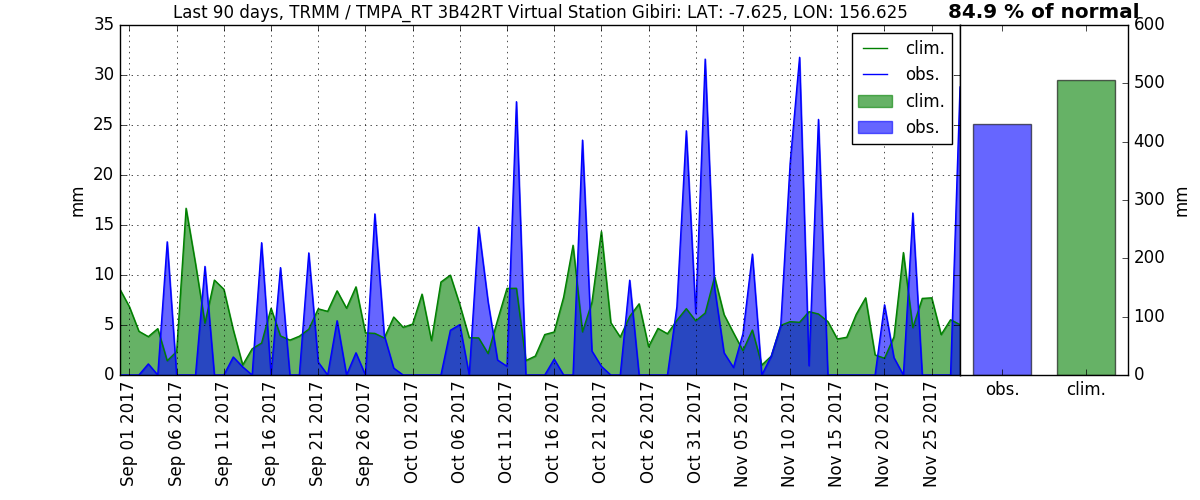 Last 90 days, TRMM / TMPA_RT 3B42RT Virtual Station Gibiri: LAT: -7.625, LON: 156.625
84.9 % of normal
35
30
25
20
15
10
5
0
mm
clim.
obs.
clim.
obs.
600
500
400
300
200
100
0
mm
obs.
clim.
Sep 01 2017
Sep 06 2017
Sep 11 2017
Sep 16 2017
Sep 21 2017
Sep 26 2017
Oct 01 2017
Oct 06 2017
Oct 11 2017
Oct 16 2017
Oct 21 2017
Oct 26 2017
Oct 31 2017
Nov 05 2017
Nov 10 2017
Nov 15 2017
Nov 20 2017
Nov 25 2017